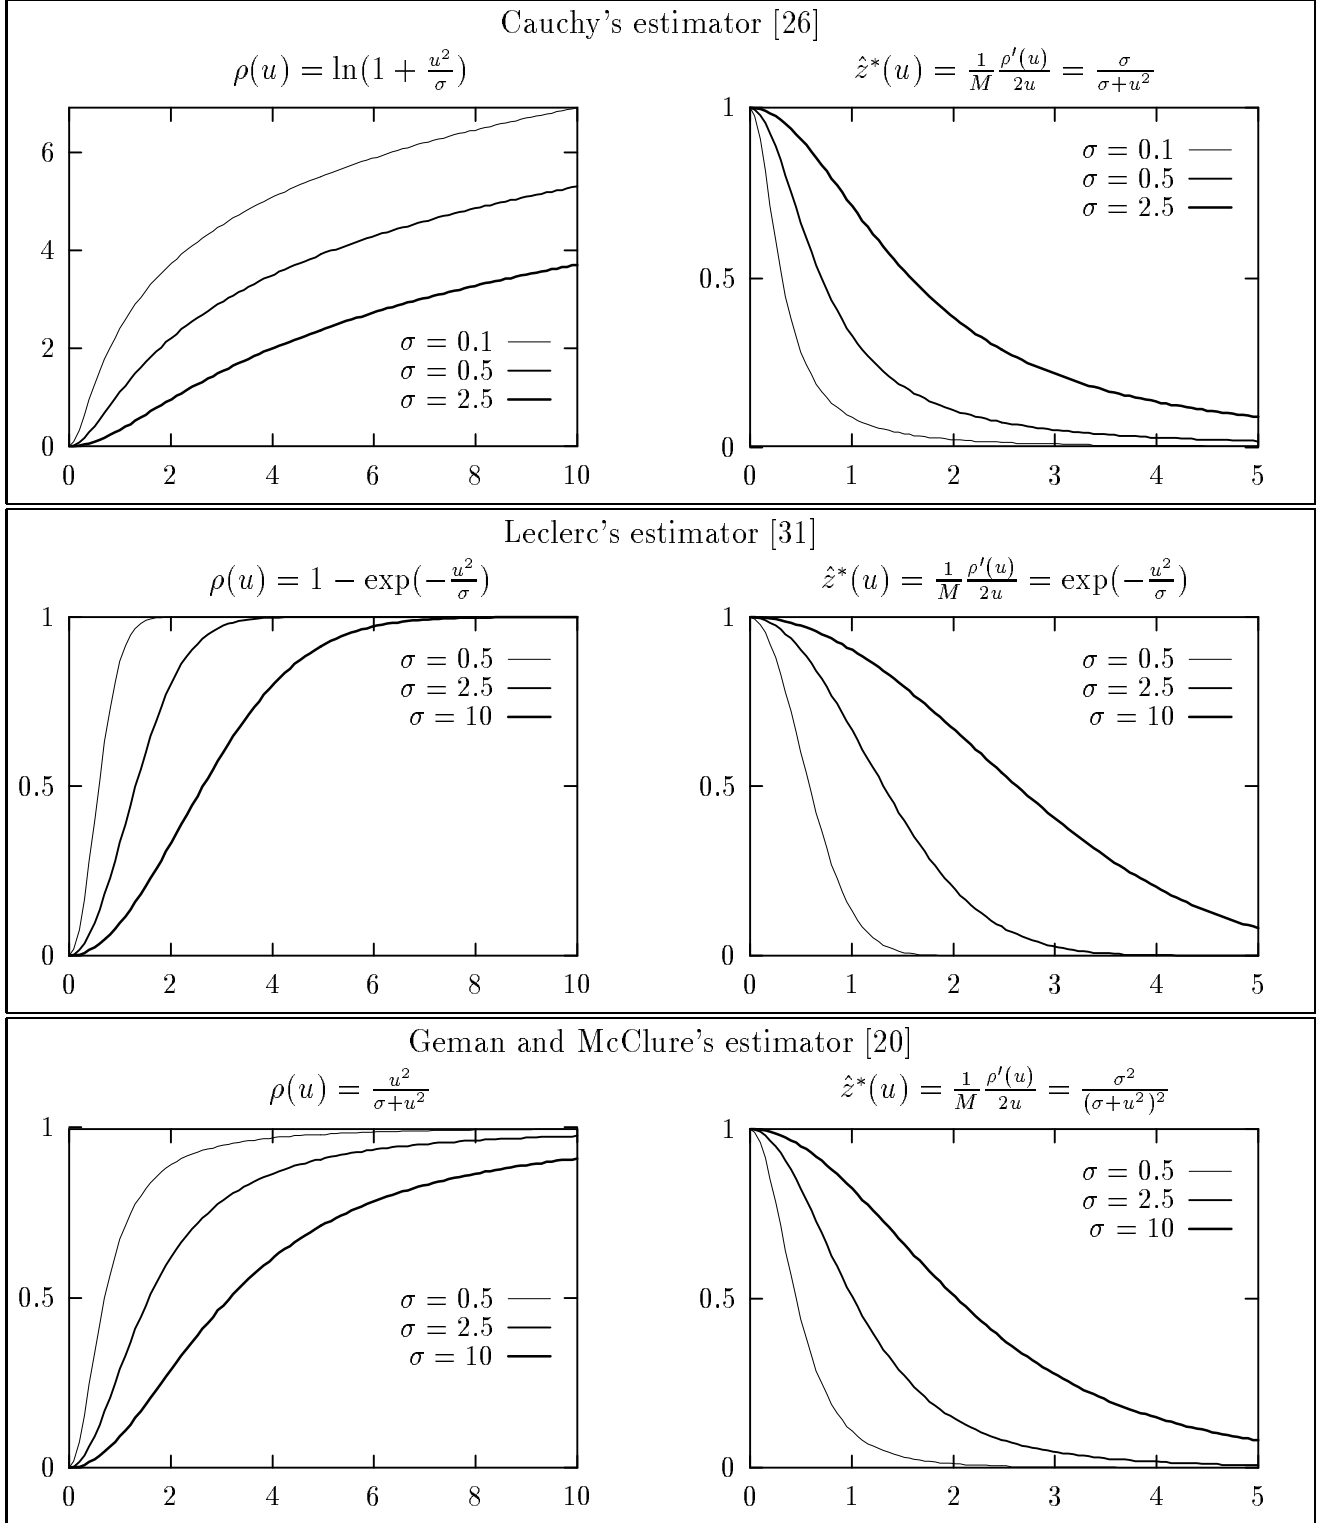 Cauchy's estimator [26]
ρ(u) = ln(1 + u²/σ)
ẑ*(u) = 1/M ρ′(u)/2u = σ/(σ+u²)
6
4
2
0
0 2 4 6 8 10
σ = 0.1
σ = 0.5
σ = 2.5
1
0.5
0
0 1 2 3 4 5
σ = 0.1
σ = 0.5
σ = 2.5
Leclerc's estimator [31]
ρ(u) = 1 − exp(−u²/σ)
ẑ*(u) = 1/M ρ′(u)/2u = exp(−u²/σ)
1
0.5
0
0 2 4 6 8 10
σ = 0.5
σ = 2.5
σ = 10
1
0.5
0
0 1 2 3 4 5
σ = 0.5
σ = 2.5
σ = 10
Geman and McClure's estimator [20]
ρ(u) = u²/(σ+u²)
ẑ*(u) = 1/M ρ′(u)/2u = σ²/(σ+u²)²
1
0.5
0
0 2 4 6 8 10
σ = 0.5
σ = 2.5
σ = 10
1
0.5
0
0 1 2 3 4 5
σ = 0.5
σ = 2.5
σ = 10